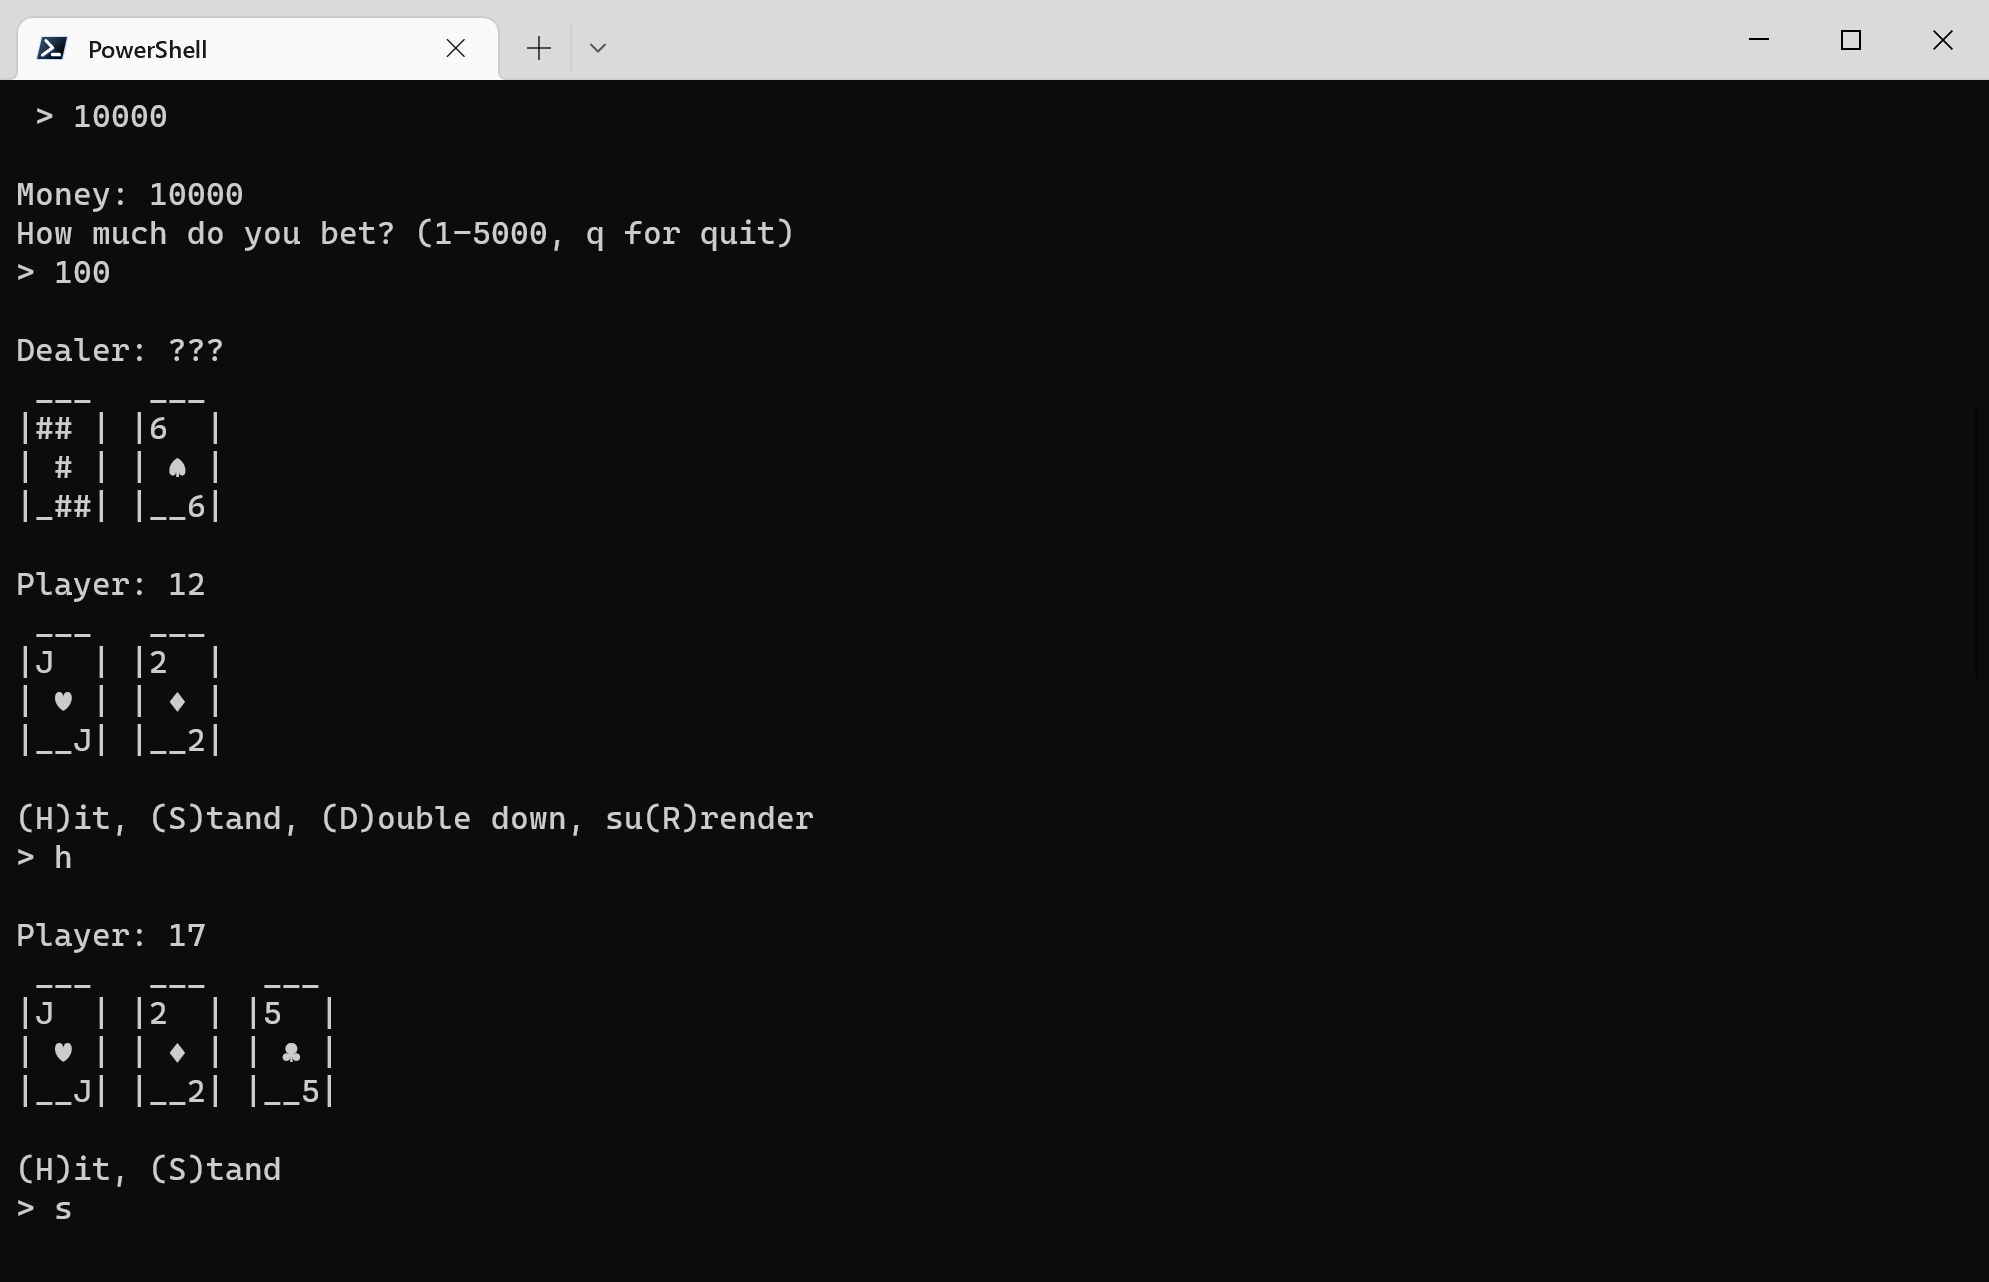 PowerShell
> 10000
Money: 10000
How much do you bet? (1-5000, q for quit)
> 100
Dealer: ???
 ___   ___
|## | |6  |
| # | | ♠ |
|_##| |__6|
Player: 12
 ___   ___
|J  | |2  |
| ♥ | | ♦ |
|__J| |__2|
(H)it, (S)tand, (D)ouble down, su(R)render
> h
Player: 17
 ___   ___   ___
|J  | |2  | |5  |
| ♥ | | ♦ | | ♣ |
|__J| |__2| |__5|
(H)it, (S)tand
> s